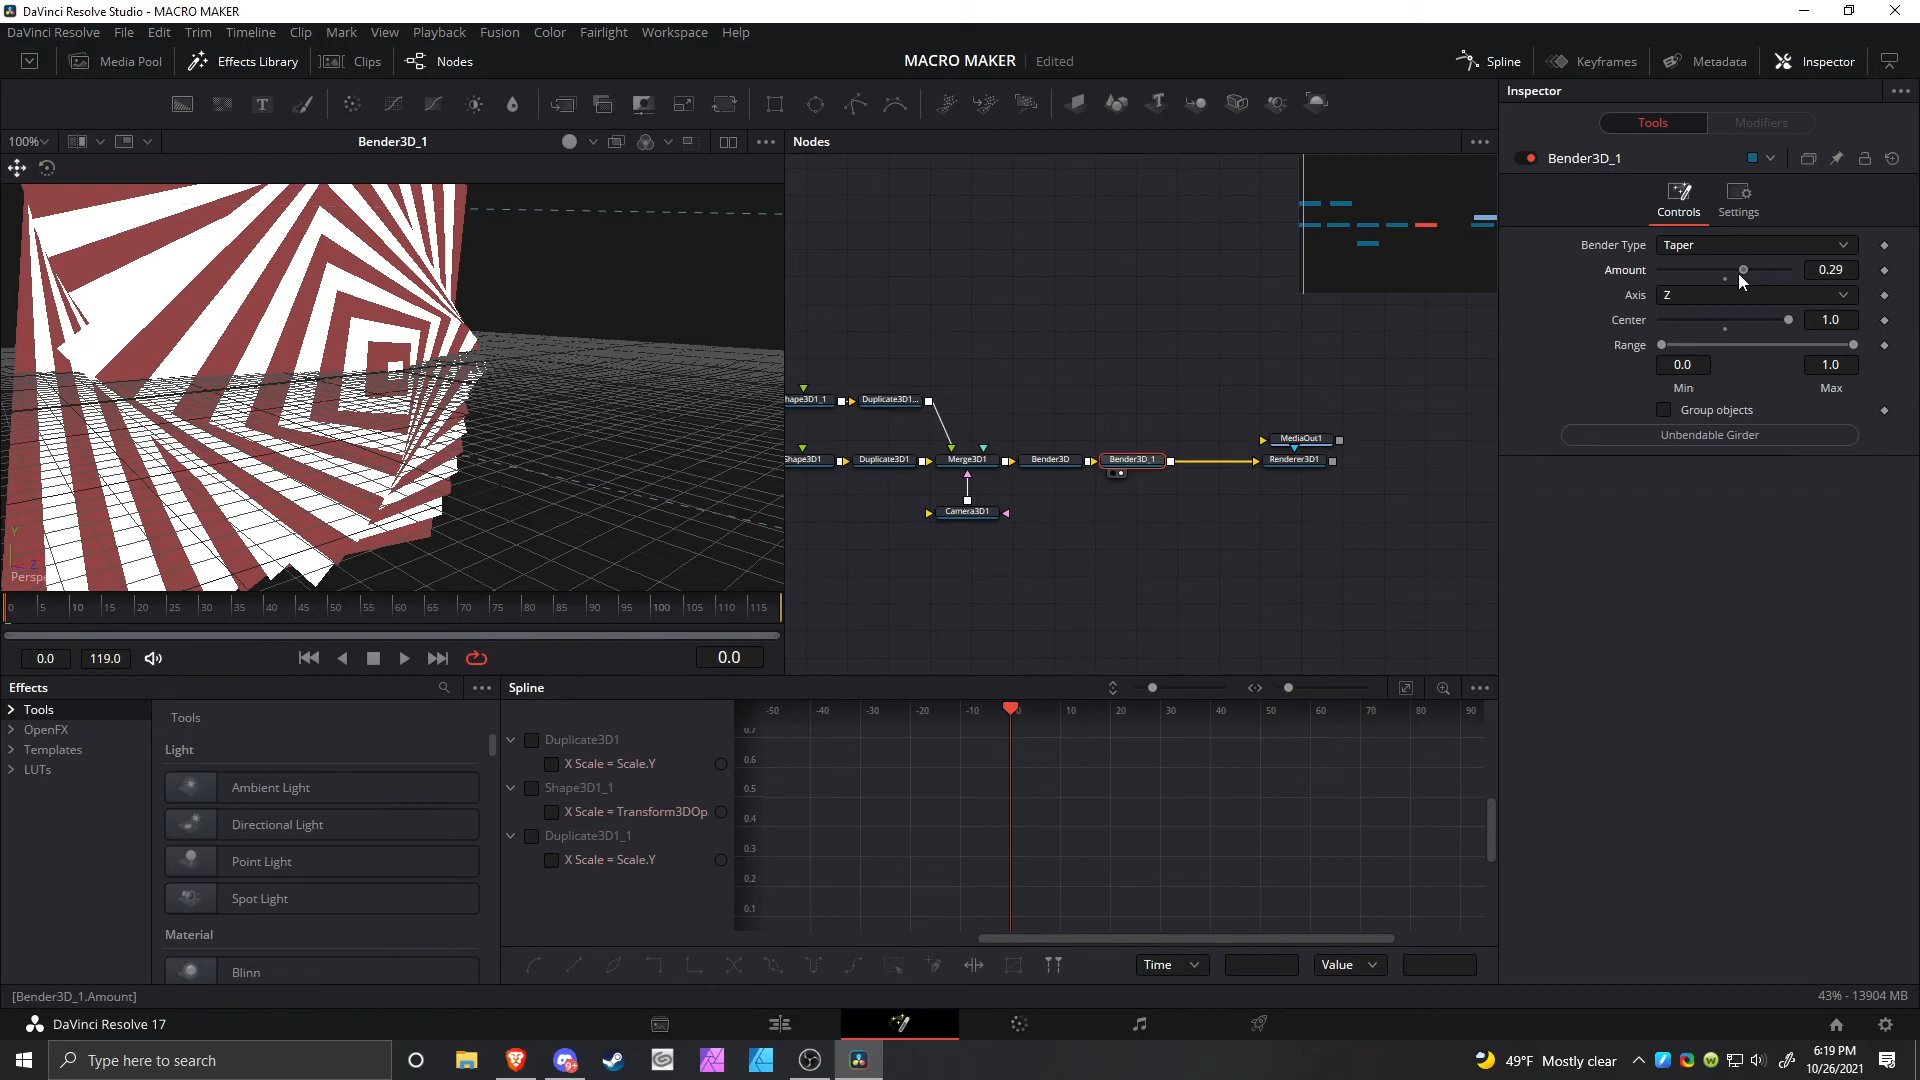 DaVinci Resolve Studio - MACRO MAKER
DaVinci Resolve File Edit Trim Timeline Clip Mark View Playback Fusion Color Fairlight Workspace Help
Media Pool Effects Library Clips Nodes MACRO MAKER Edited Spline Keyframes Metadata Inspector
Inspector
100% Bender3D_1 Nodes
Tools Modifiers
Bender3D_1
Controls Settings
Bender Type Taper
Amount 0.29
Axis Z
Center 1.0
Range
0.0 1.0
Min Max
Group objects
Unbendable Girder
hape3D1_1 Duplicate3D1...
MediaOut1
Shape3D1 Duplicate3D1 Merge3D1 Bender3D Bender3D_1 Renderer3D1
Camera3D1
Y
Z
Perspe
0 5 10 15 20 25 30 35 40 45 50 55 60 65 70 75 80 85 90 95 100 105 110 115
0.0 119.0 0.0
Effects
Tools
OpenFX
Templates
LUTs
Tools
Light
Ambient Light
Directional Light
Point Light
Spot Light
Material
Blinn
Spline
Duplicate3D1
X Scale = Scale.Y
Shape3D1_1
X Scale = Transform3DOp.
Duplicate3D1_1
X Scale = Scale.Y
-50 -40 -30 -20 -10 0 10 20 30 40 50 60 70 80 90
0.7
0.6
0.5
0.4
0.3
0.2
0.1
Time Value
[Bender3D_1.Amount] 43% - 13904 MB
DaVinci Resolve 17
Type here to search
9+
49°F Mostly clear
6:19 PM
10/26/2021